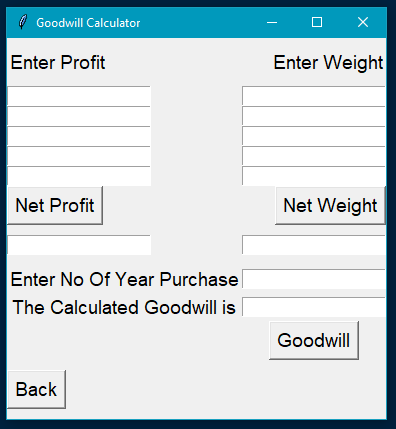 Goodwill Calculator
Enter Profit Enter Weight
Net Profit Net Weight
Enter No Of Year Purchase
The Calculated Goodwill is
Goodwill
Back